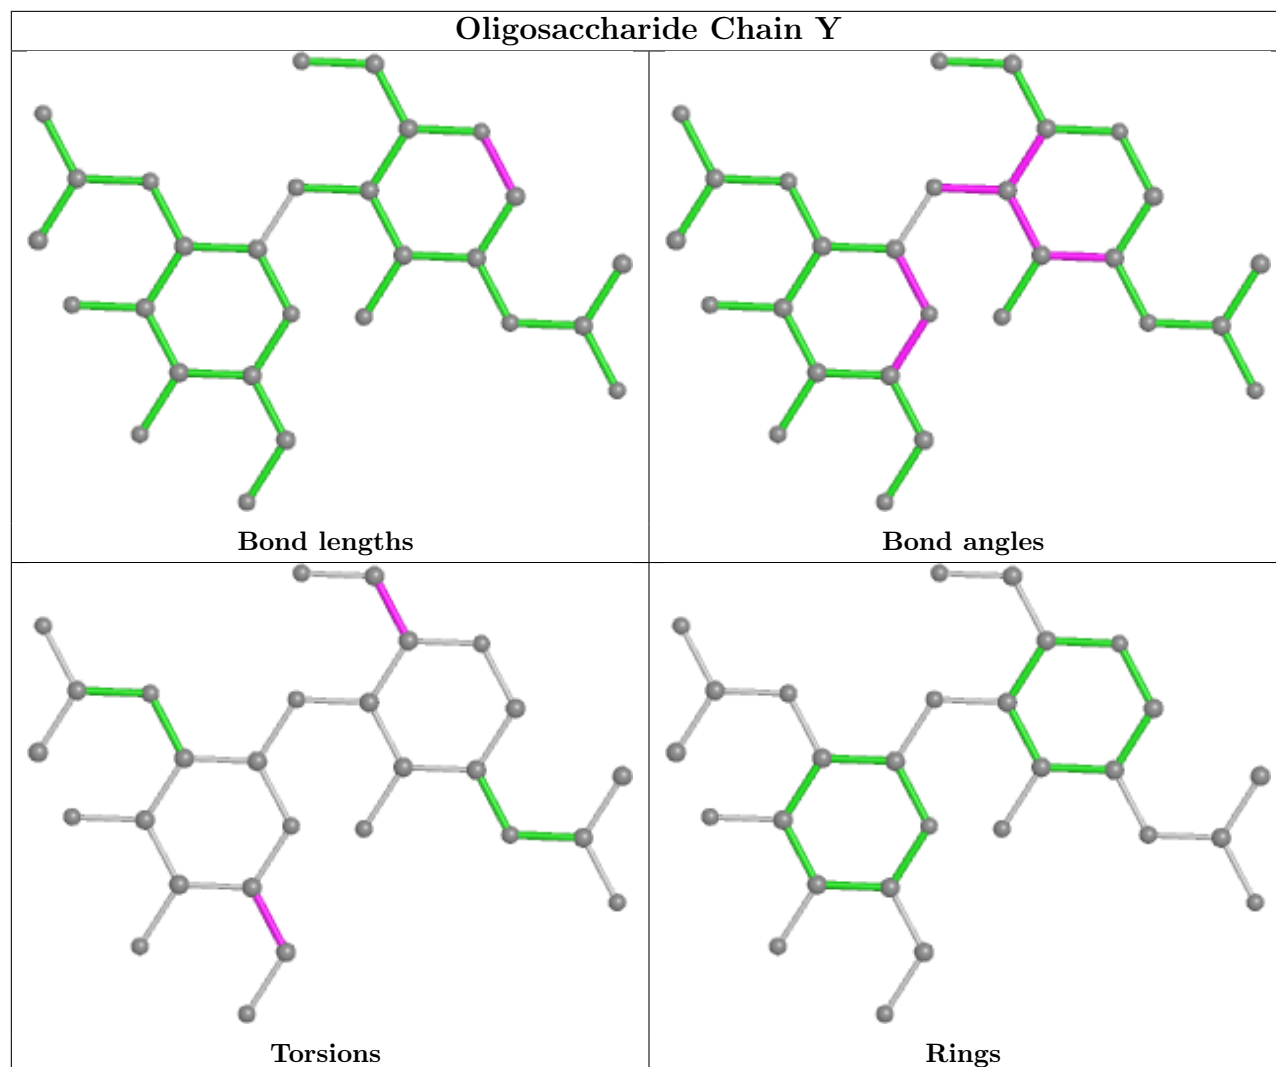 Oligosaccharide Chain Y
Bond lengths
Bond angles
Torsions
Rings